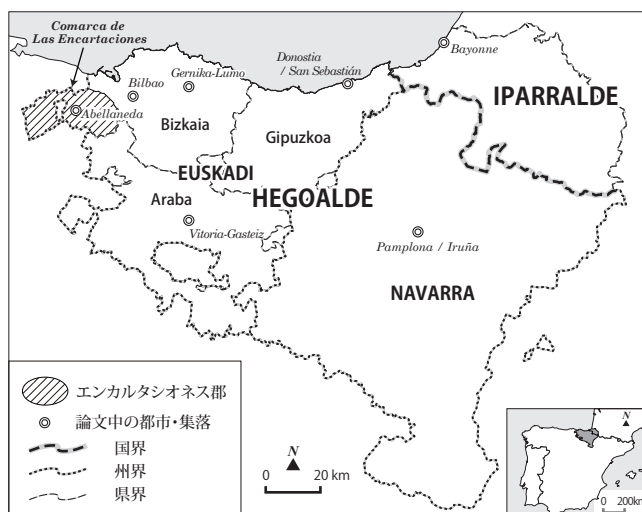 Comarca de
Las Encartaciones
Bilbao
Gernika-Lumo
Donostia
/ San Sebastián
Bayonne
Abellaneda
Bizkaia
Gipuzkoa
IPARRALDE
EUSKADI
HEGOALDE
Araba
Vitoria-Gasteiz
Pamplona / Iruña
NAVARRA
エンカルタシオネス郡
論文中の都市・集落
国界
州界
県界
N
0 20 km
N
0 200km